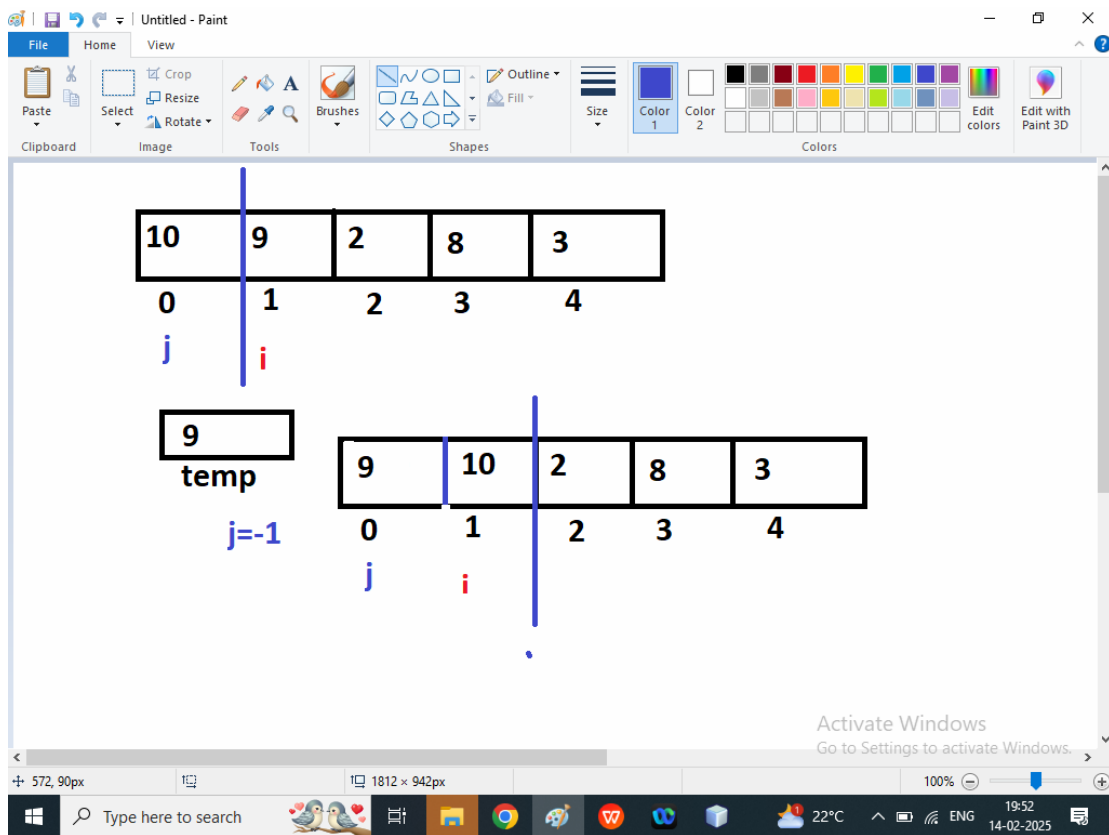 Untitled - Paint
File Home View
Paste
Clipboard
Select
Crop
Resize
Rotate
Image
Tools
Brushes
Outline
Fill
Shapes
Size
Color 1
Color 2
Edit colors
Colors
Edit with Paint 3D
10 9 2 8 3
0 1 2 3 4
j i
9
temp
j=-1
9 10 2 8 3
0 1 2 3 4
j i
Activate Windows
Go to Settings to activate Windows.
572, 90px
1812 × 942px
100%
Type here to search
22°C
ENG
19:52
14-02-2025